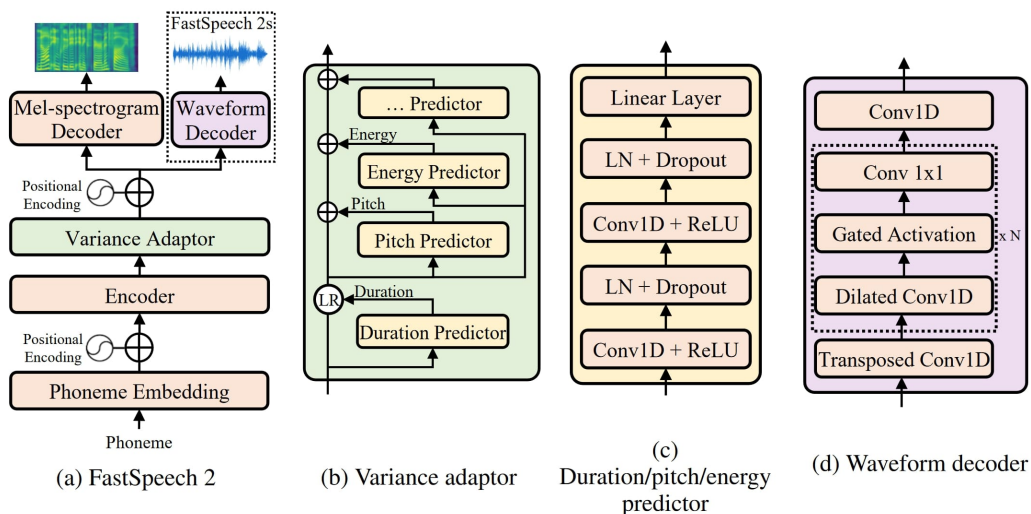 FastSpeech 2s
Mel-spectrogram
Decoder
Waveform
Decoder
Positional
Encoding
Variance Adaptor
Encoder
Positional
Encoding
Phoneme Embedding
Phoneme
(a) FastSpeech 2
... Predictor
Energy
Energy Predictor
Pitch
Pitch Predictor
LR
Duration
Duration Predictor
(b) Variance adaptor
Linear Layer
LN + Dropout
Conv1D + ReLU
LN + Dropout
Conv1D + ReLU
(c)
Duration/pitch/energy
predictor
Conv1D
Conv 1x1
Gated Activation
x N
Dilated Conv1D
Transposed Conv1D
(d) Waveform decoder